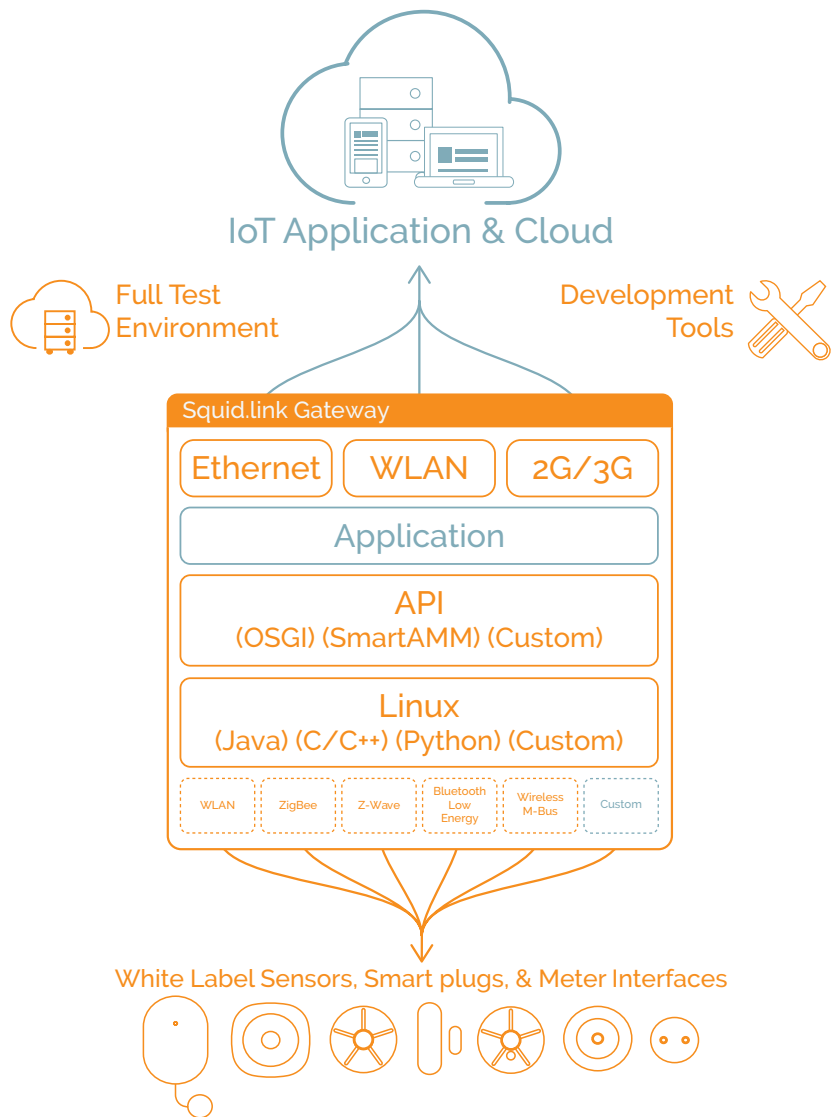 IoT Application & Cloud
Full Test
Environment
Development
Tools
Squid.link Gateway
Ethernet
WLAN
2G/3G
Application
API
(OSGI) (SmartAMM) (Custom)
Linux
(Java) (C/C++) (Python) (Custom)
WLAN
ZigBee
Z-Wave
Bluetooth
Low
Energy
Wireless
M-Bus
Custom
White Label Sensors, Smart plugs, & Meter Interfaces